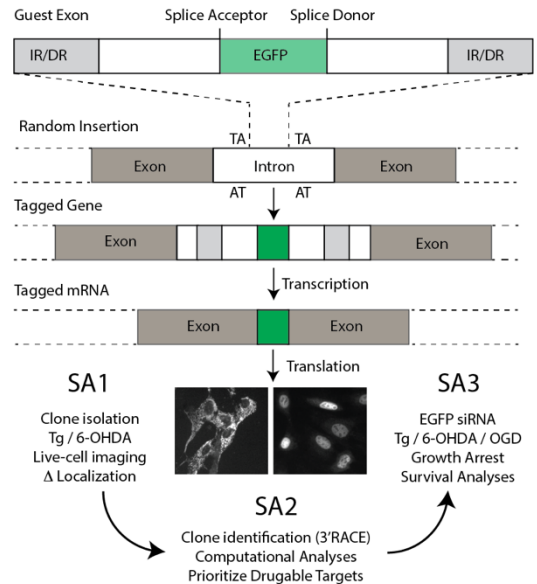 Guest Exon
Splice Acceptor
Splice Donor
IR/DR
EGFP
IR/DR
Random Insertion
TA
TA
Exon
Intron
Exon
AT
AT
Tagged Gene
Exon
Exon
Transcription
Tagged mRNA
Exon
Exon
Translation
SA1
Clone isolation
Tg / 6-OHDA
Live-cell imaging
Δ Localization
SA3
EGFP siRNA
Tg / 6-OHDA / OGD
Growth Arrest
Survival Analyses
SA2
Clone identification (3'RACE)
Computational Analyses
Prioritize Drugable Targets